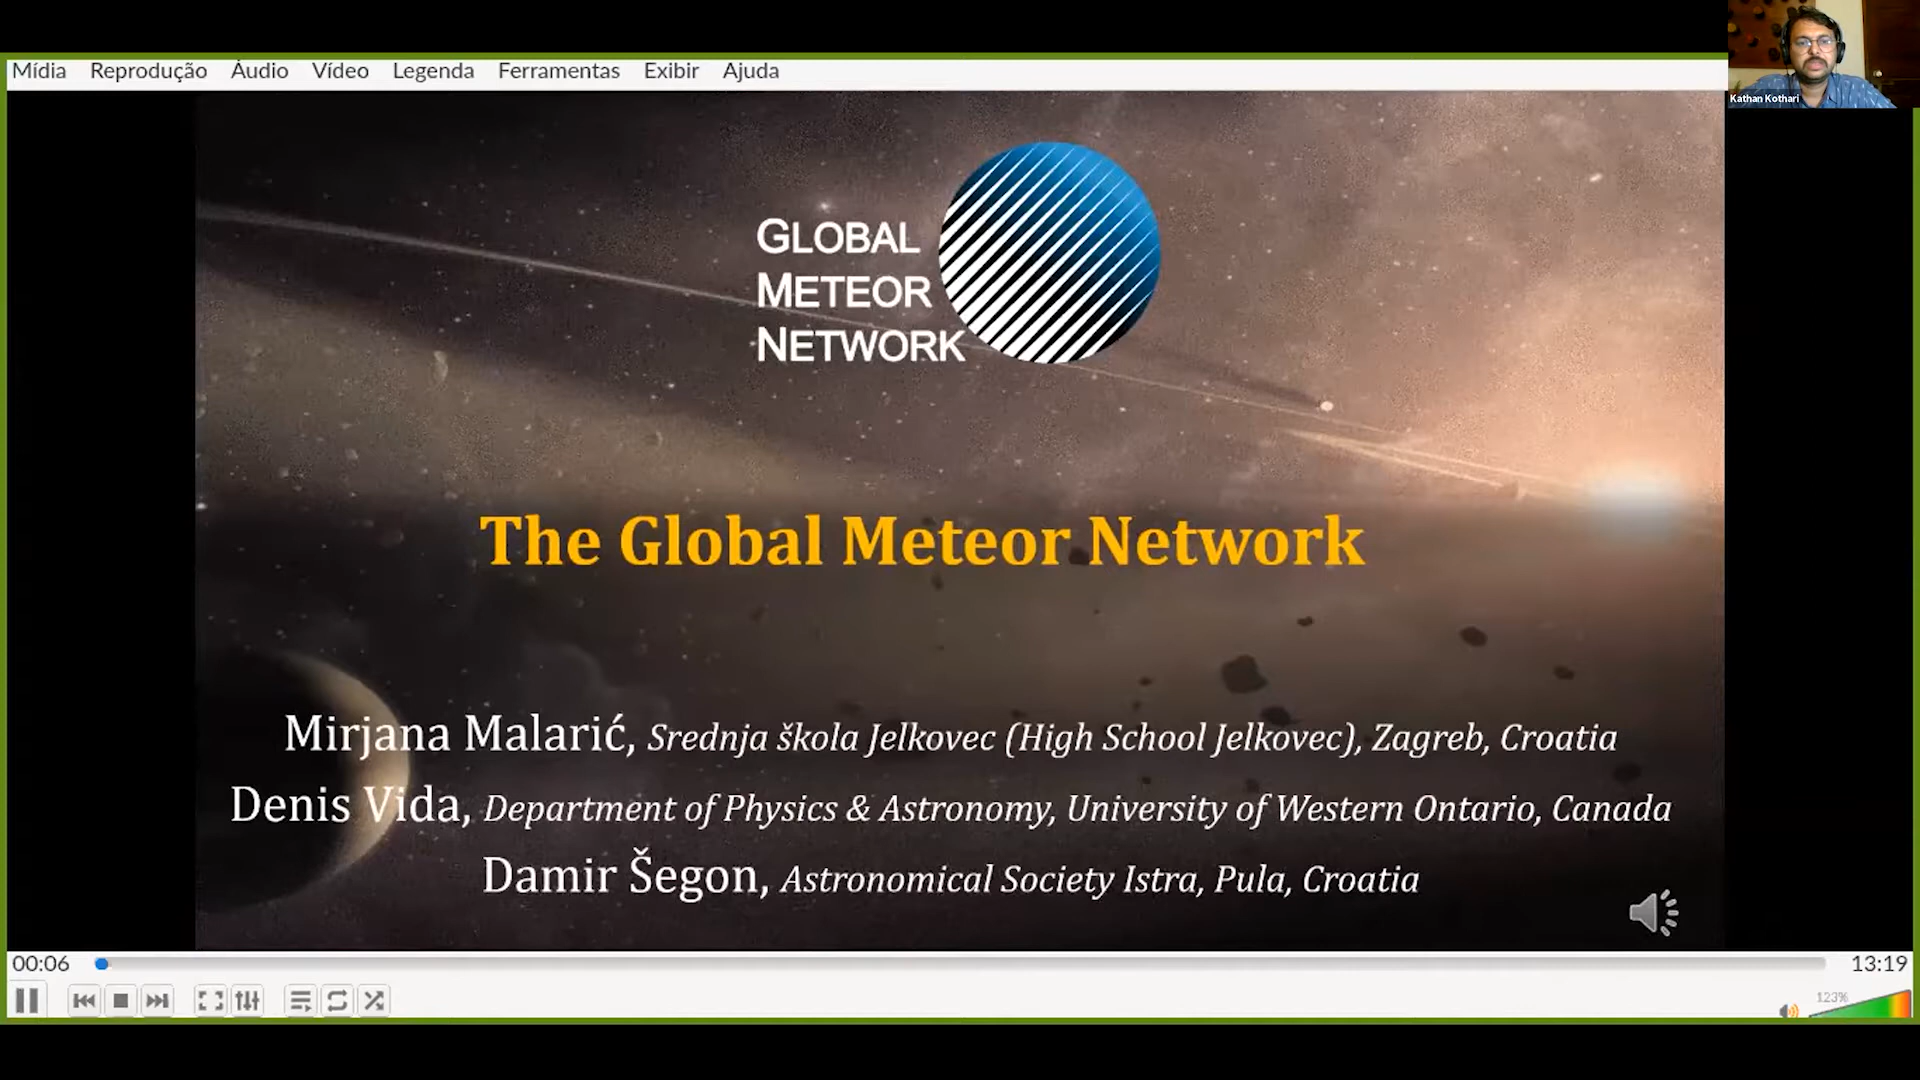 Mídia Reprodução Áudio Vídeo Legenda Ferramentas Exibir Ajuda
Kathan Kothari
GLOBAL
METEOR
NETWORK
The Global Meteor Network
Mirjana Malarić, Srednja škola Jelkovec (High School Jelkovec), Zagreb, Croatia
Denis Vida, Department of Physics & Astronomy, University of Western Ontario, Canada
Damir Šegon, Astronomical Society Istra, Pula, Croatia
00:06 13:19
123%